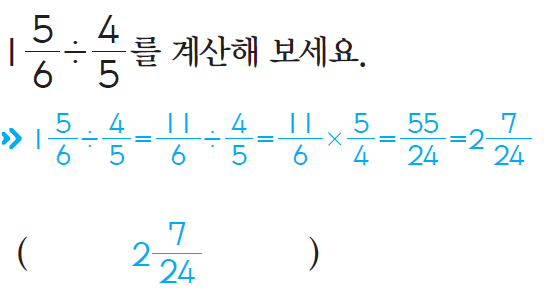 1 5/6 ÷ 4/5 를 계산해 보세요.
» 1 5/6 ÷ 4/5 = 11/6 ÷ 4/5 = 11/6 × 5/4 = 55/24 = 2 7/24
( 2 7/24 )